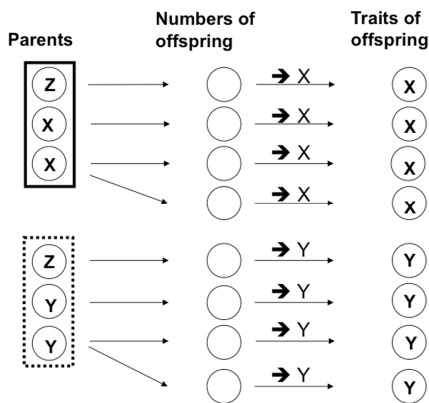 Parents
Numbers of
offspring
Traits of
offspring
Z ➔ X X
X ➔ X X
X ➔ X X
➔ X X
Z ➔ Y Y
Y ➔ Y Y
Y ➔ Y Y
➔ Y Y